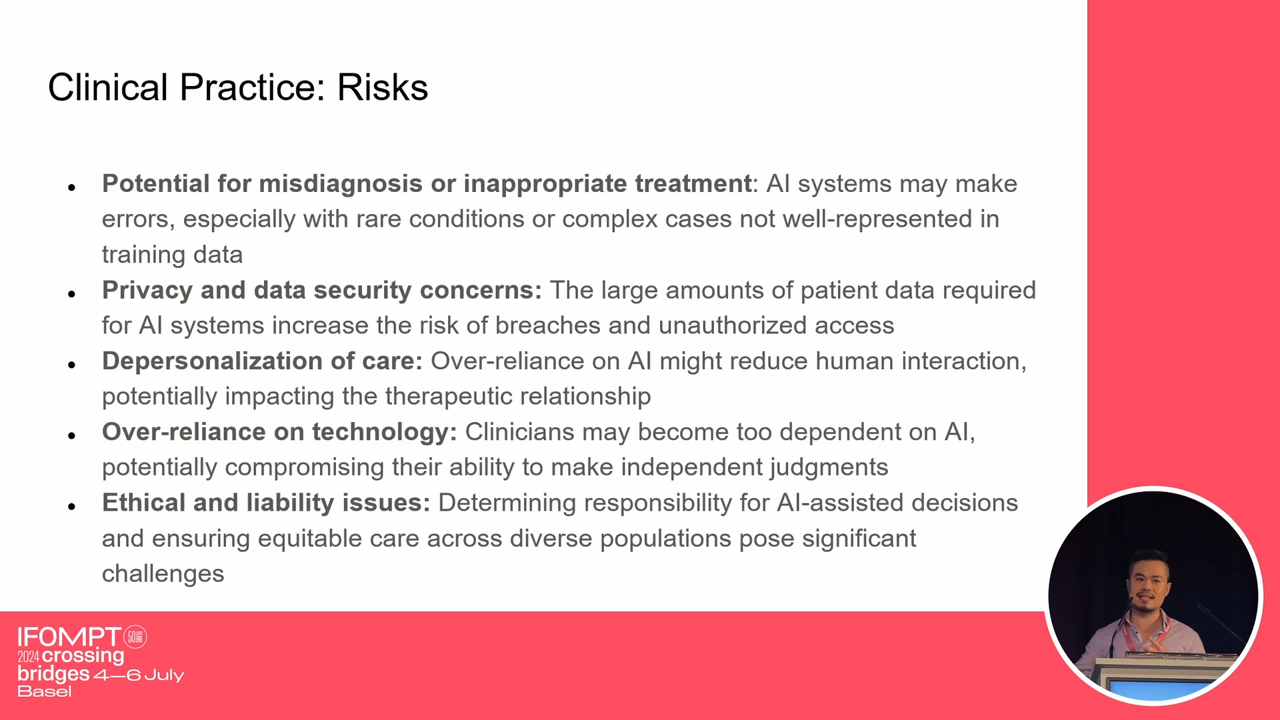 Clinical Practice: Risks
● Potential for misdiagnosis or inappropriate treatment: AI systems may make
errors, especially with rare conditions or complex cases not well-represented in
training data
● Privacy and data security concerns: The large amounts of patient data required
for AI systems increase the risk of breaches and unauthorized access
● Depersonalization of care: Over-reliance on AI might reduce human interaction,
potentially impacting the therapeutic relationship
● Over-reliance on technology: Clinicians may become too dependent on AI,
potentially compromising their ability to make independent judgments
● Ethical and liability issues: Determining responsibility for AI-assisted decisions
and ensuring equitable care across diverse populations pose significant
challenges
IFOMPT 50
2024 crossing
bridges 4—6 July
Basel